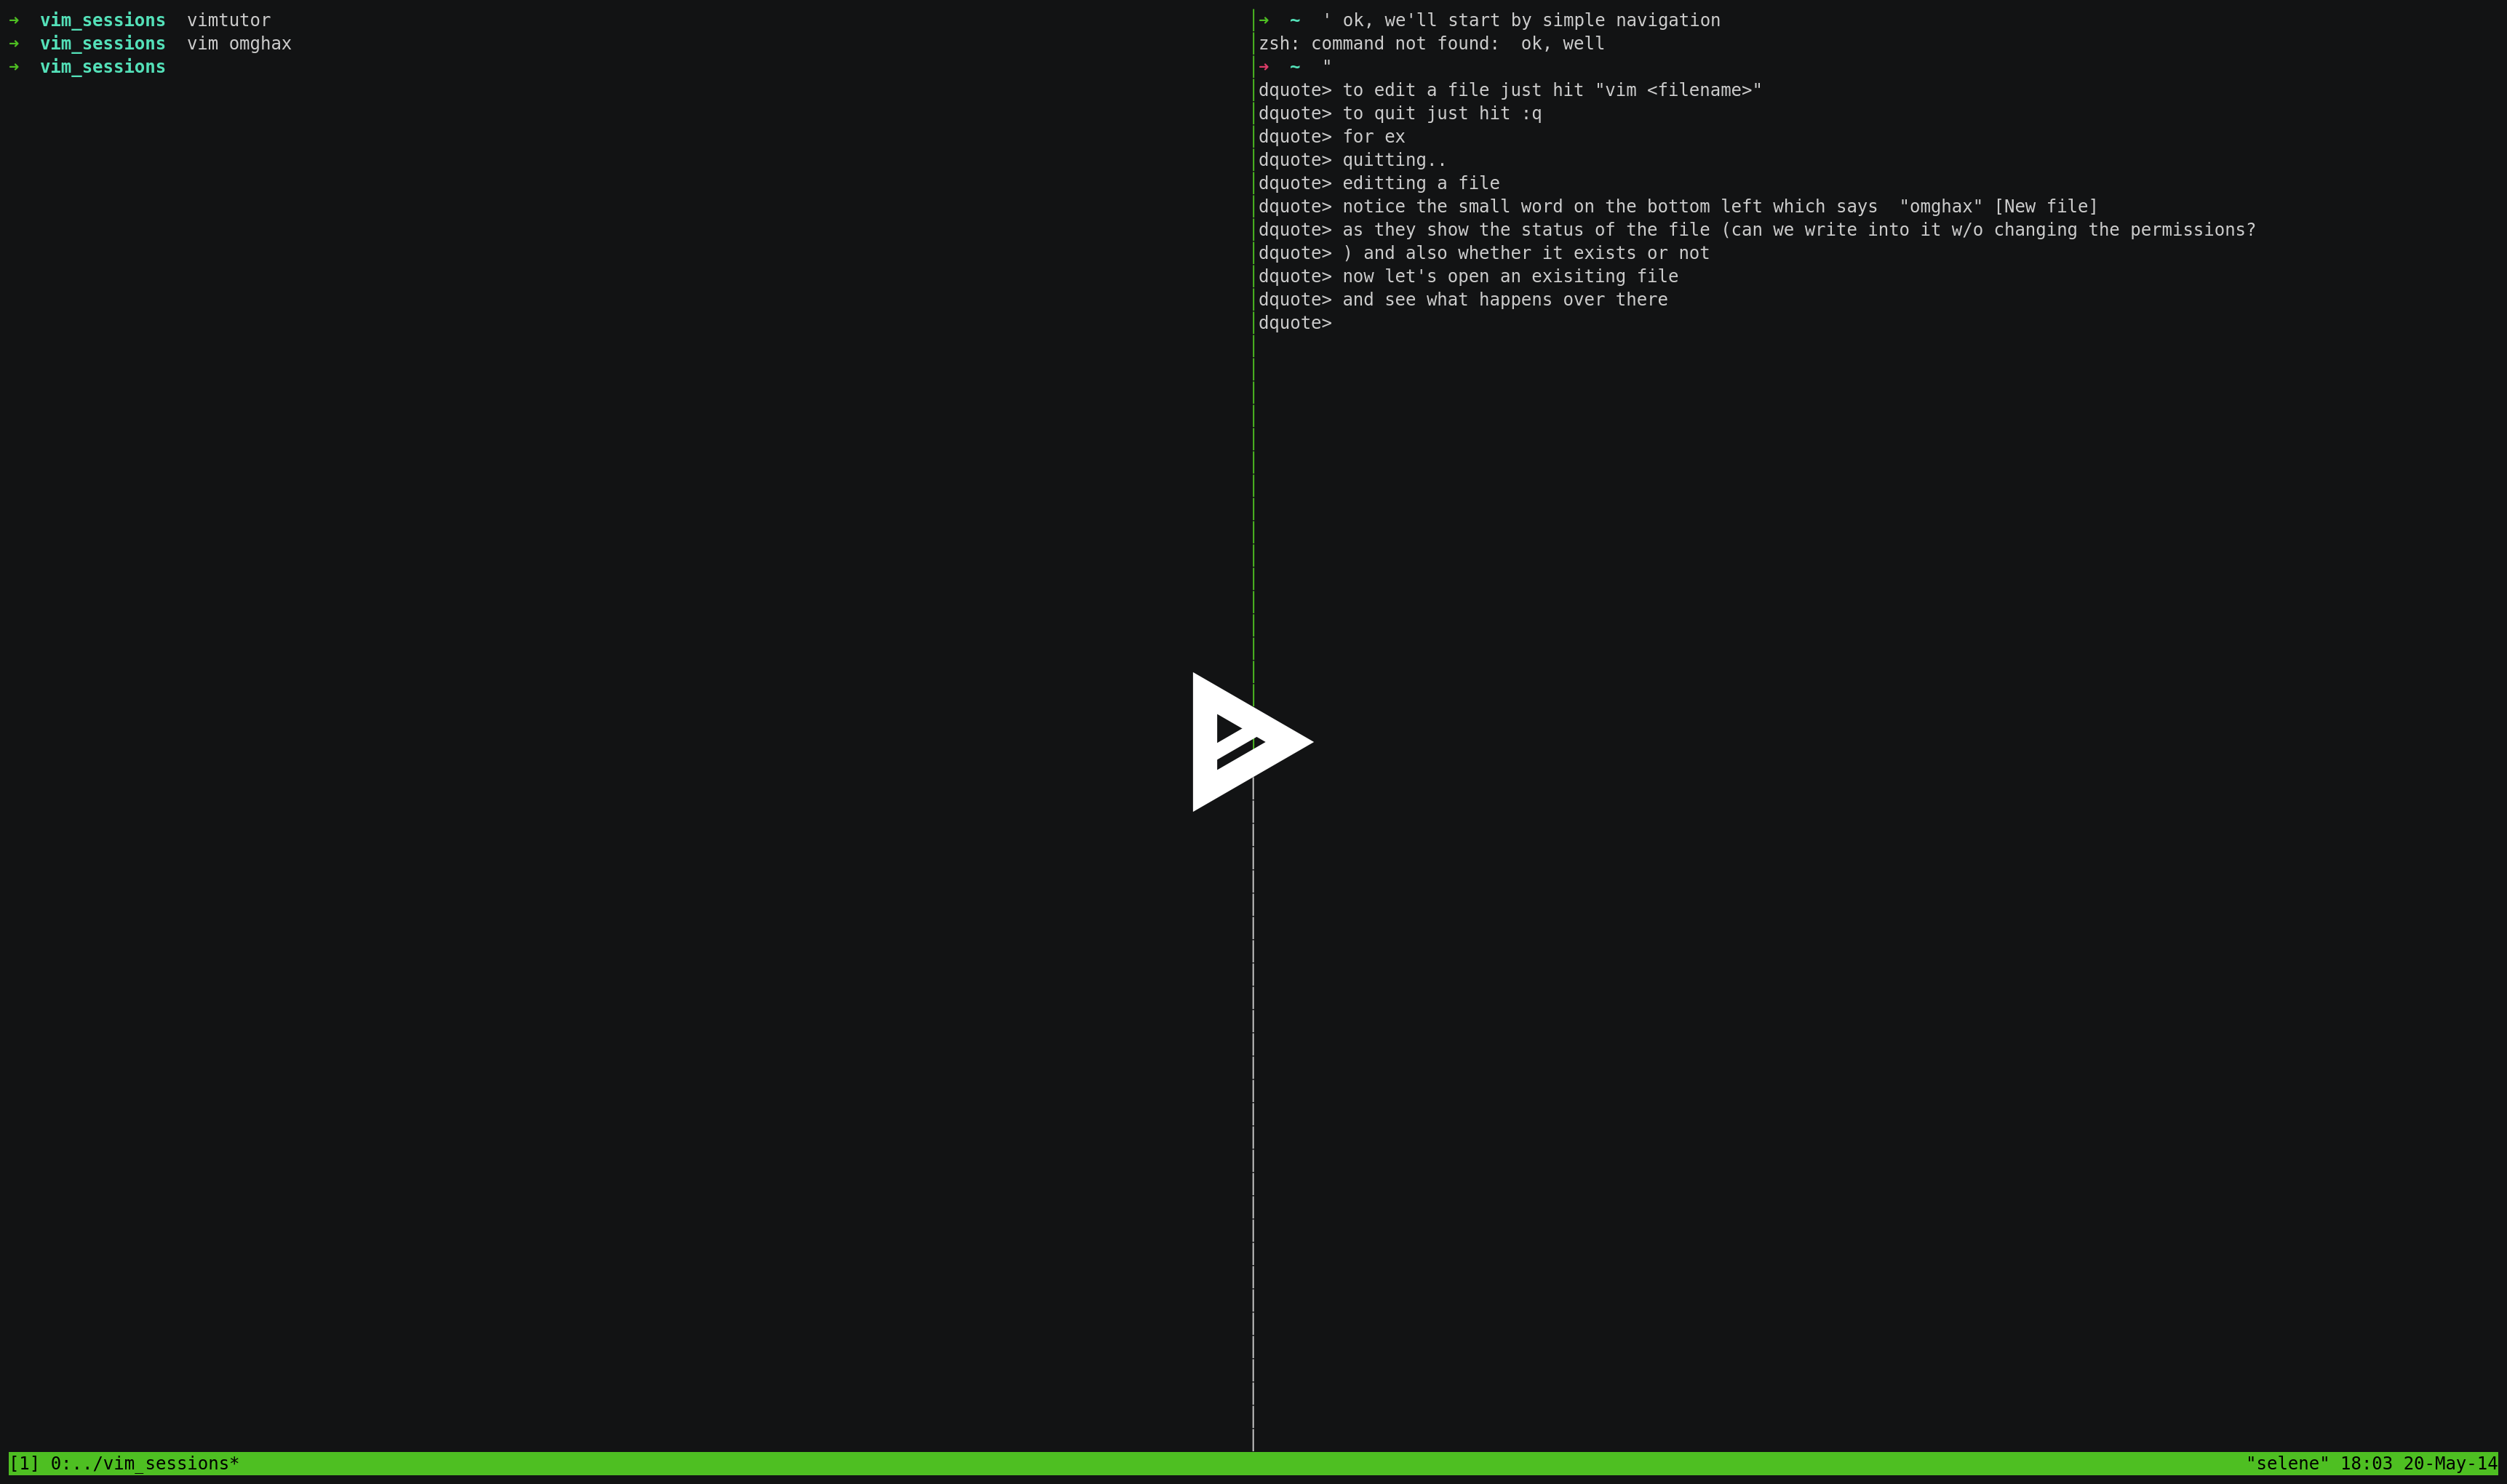 ➜  vim_sessions  vimtutor
➜  vim_sessions  vim omghax
➜  vim_sessions
➜  ~  ' ok, we'll start by simple navigation
zsh: command not found:  ok, well
➜  ~  "
dquote> to edit a file just hit "vim <filename>"
dquote> to quit just hit :q
dquote> for ex
dquote> quitting..
dquote> editting a file
dquote> notice the small word on the bottom left which says  "omghax" [New file]
dquote> as they show the status of the file (can we write into it w/o changing the permissions?
dquote> ) and also whether it exists or not
dquote> now let's open an exisiting file
dquote> and see what happens over there
dquote>
[1] 0:../vim_sessions*
"selene" 18:03 20-May-14